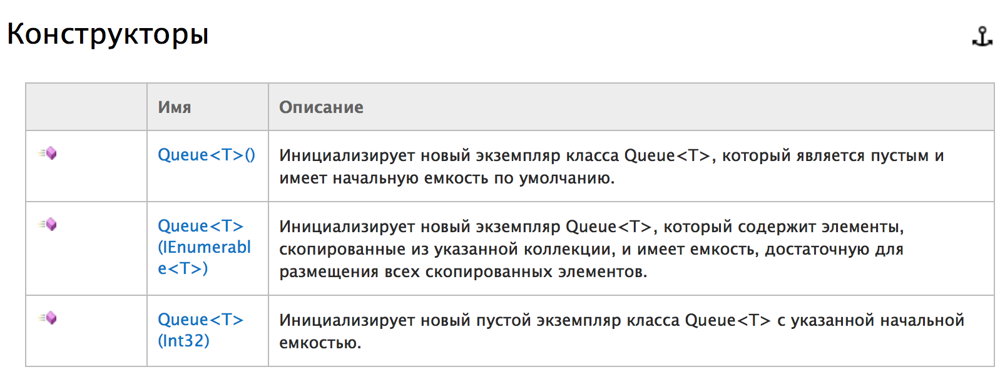 Конструкторы
Имя
Описание
Queue<T>()
Инициализирует новый экземпляр класса Queue<T>, который является пустым и
имеет начальную емкость по умолчанию.
Queue<T>
(IEnumerabl
e<T>)
Инициализирует новый экземпляр Queue<T>, который содержит элементы,
скопированные из указанной коллекции, и имеет емкость, достаточную для
размещения всех скопированных элементов.
Queue<T>
(Int32)
Инициализирует новый пустой экземпляр класса Queue<T> с указанной начальной
емкостью.